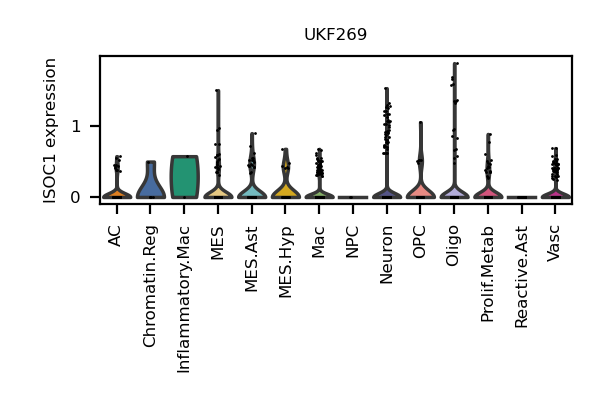 UKF269
ISOC1 expression
1
0
AC
Chromatin.Reg
Inflammatory.Mac
MES
MES.Ast
MES.Hyp
Mac
NPC
Neuron
OPC
Oligo
Prolif.Metab
Reactive.Ast
Vasc